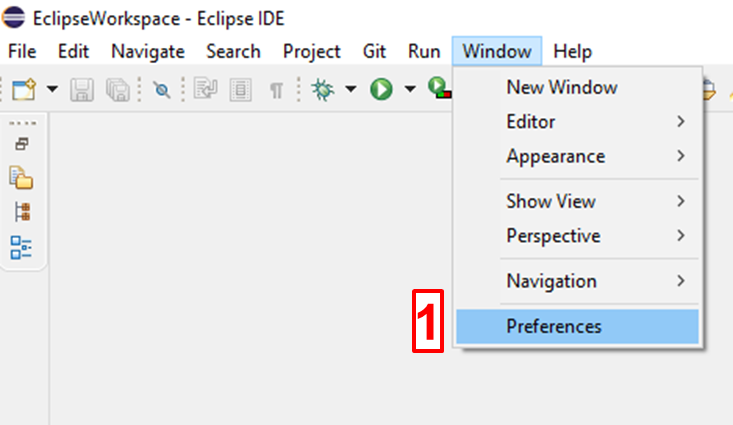 EclipseWorkspace - Eclipse IDE
File Edit Navigate Search Project Git Run Window Help
New Window
Editor
Appearance
Show View
Perspective
Navigation
1
Preferences